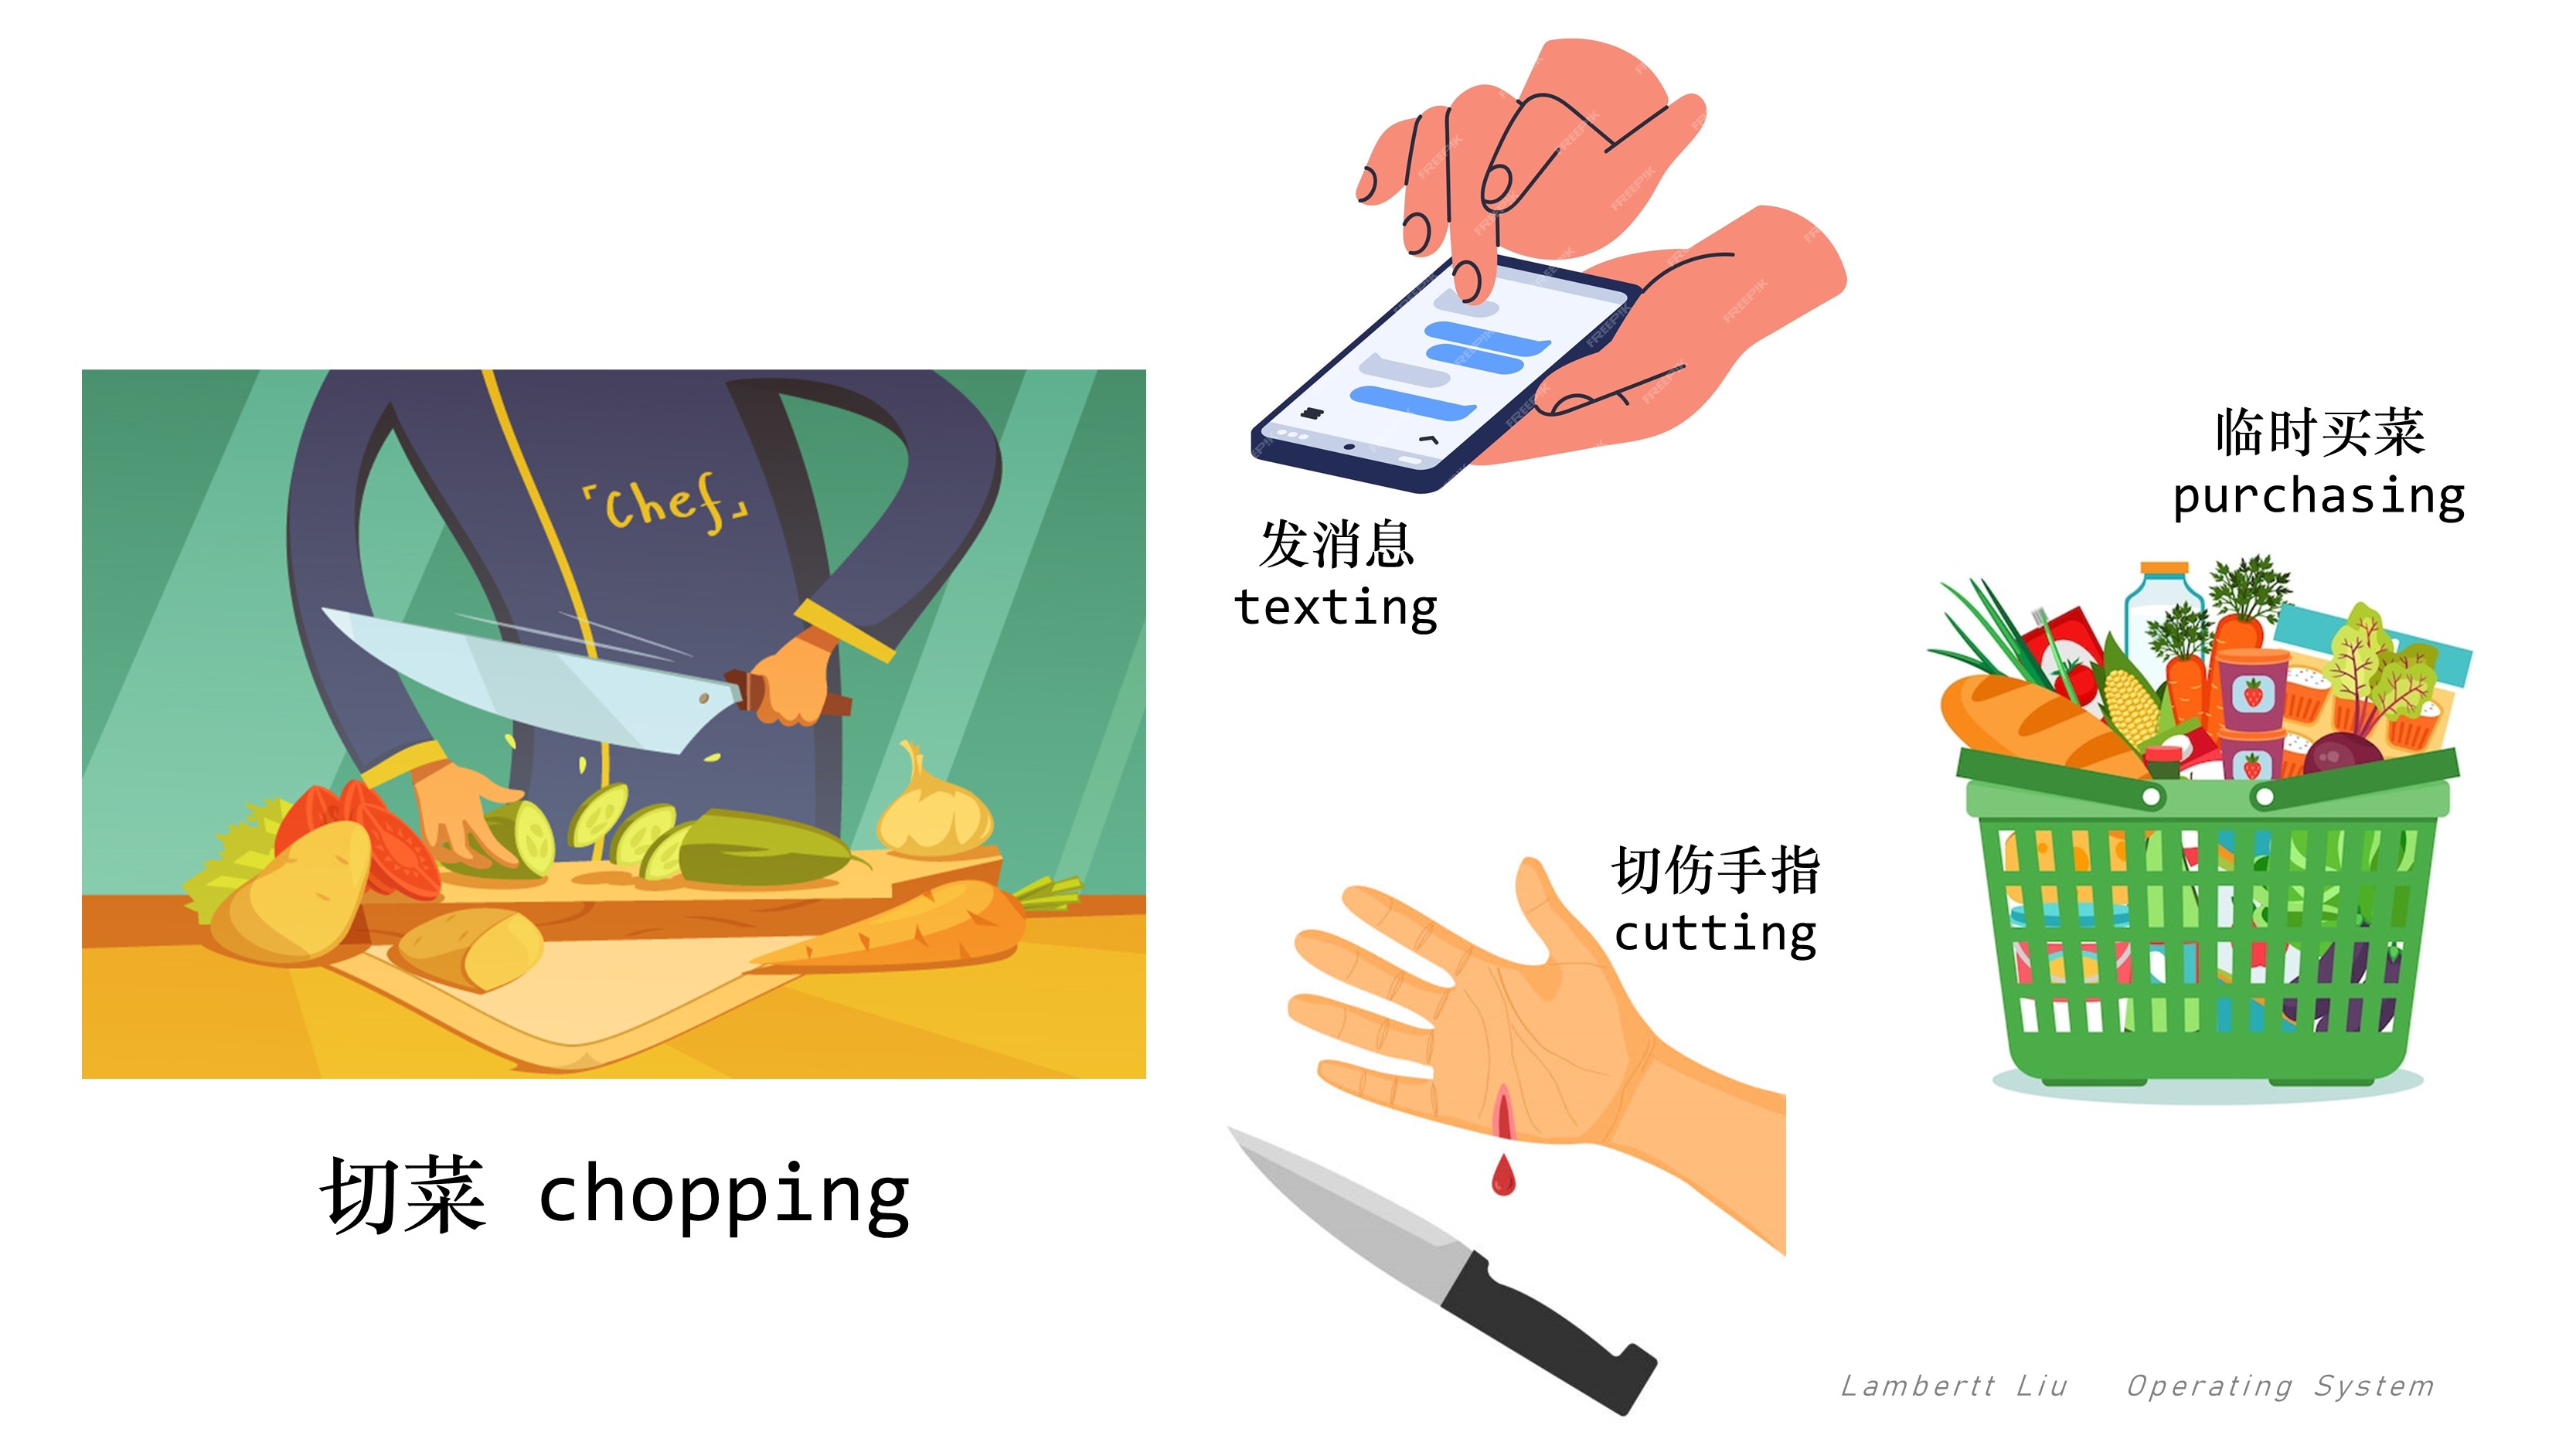 「Chef」
切菜 chopping
发消息
texting
切伤手指
cutting
临时买菜
purchasing
Lambertt Liu Operating System
FREEPIK